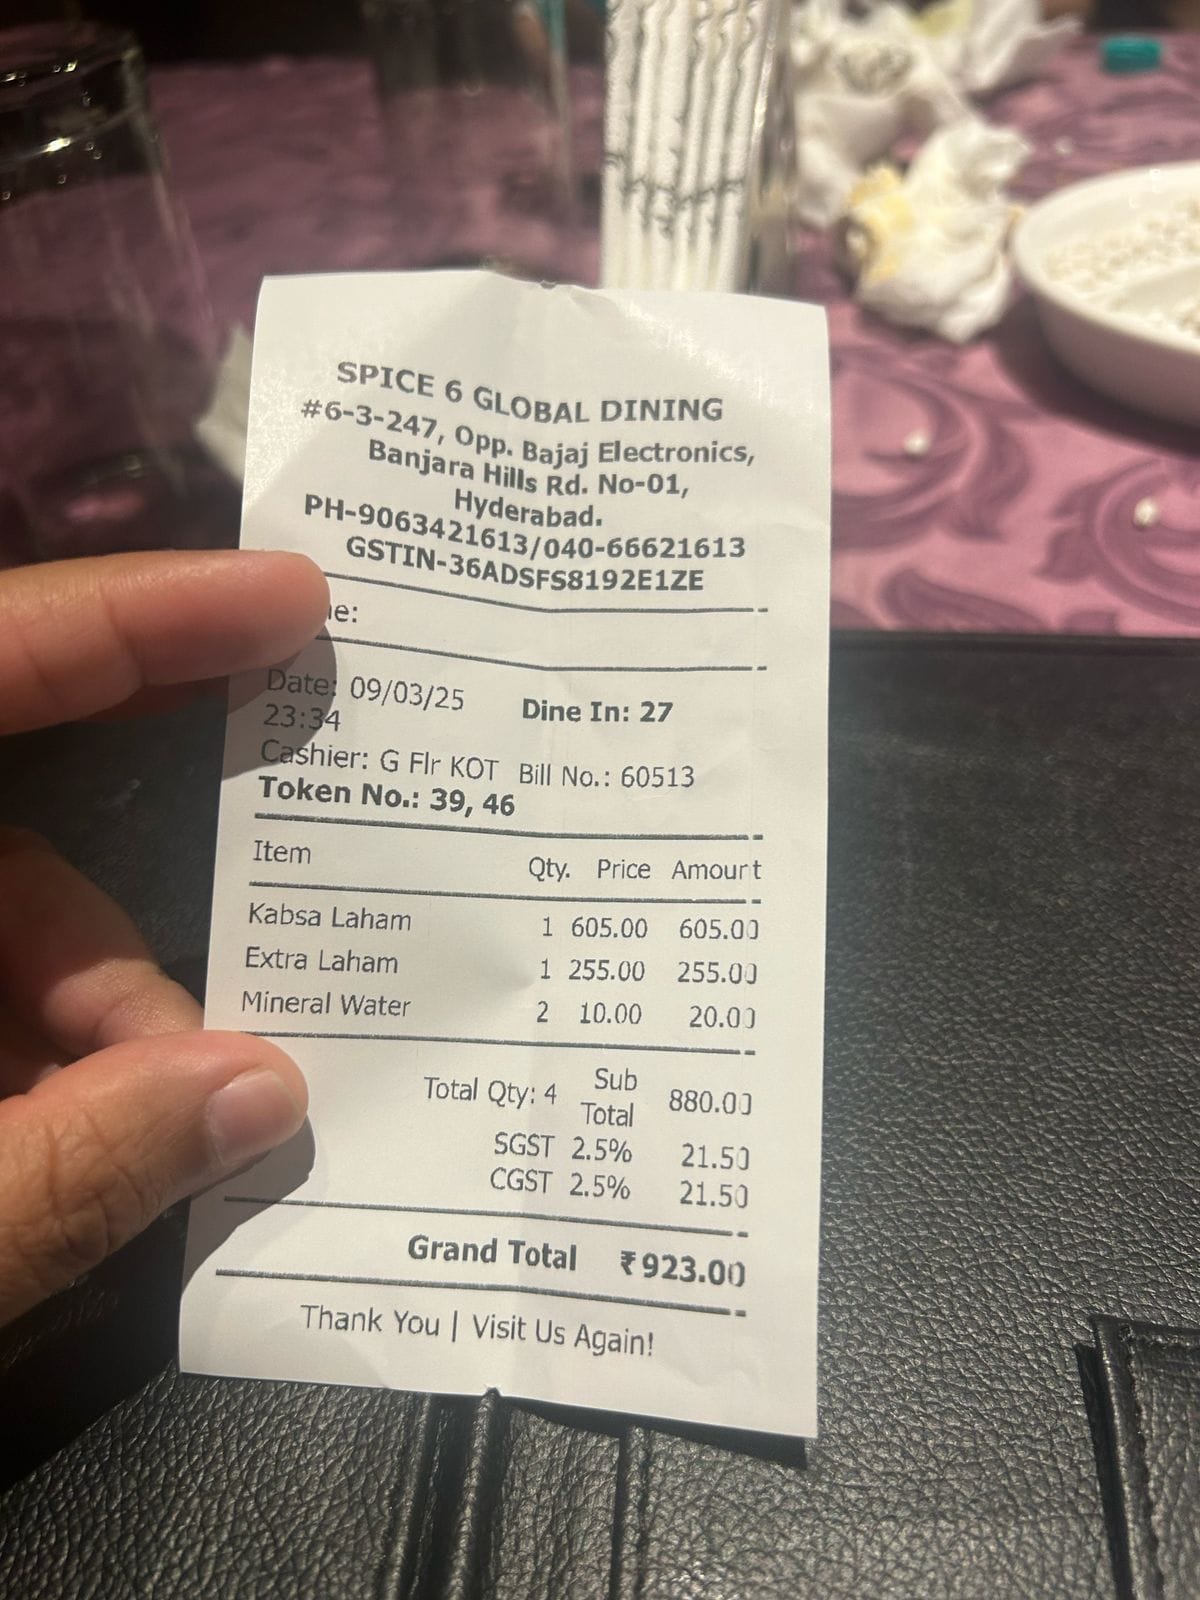 SPICE 6 GLOBAL DINING
#6-3-247, Opp. Bajaj Electronics,
Banjara Hills Rd. No-01,
Hyderabad.
PH-9063421613/040-66621613
GSTIN-36ADSFS8192E1ZE
Date: 09/03/25 Dine In: 27
23:34
Cashier: G Flr KOT Bill No.: 60513
Token No.: 39, 46
Item Qty. Price Amount
Kabsa Laham 1 605.00 605.00
Extra Laham 1 255.00 255.00
Mineral Water 2 10.00 20.00
Total Qty: 4 Sub Total 880.00
SGST 2.5% 21.50
CGST 2.5% 21.50
Grand Total ₹923.00
Thank You | Visit Us Again!